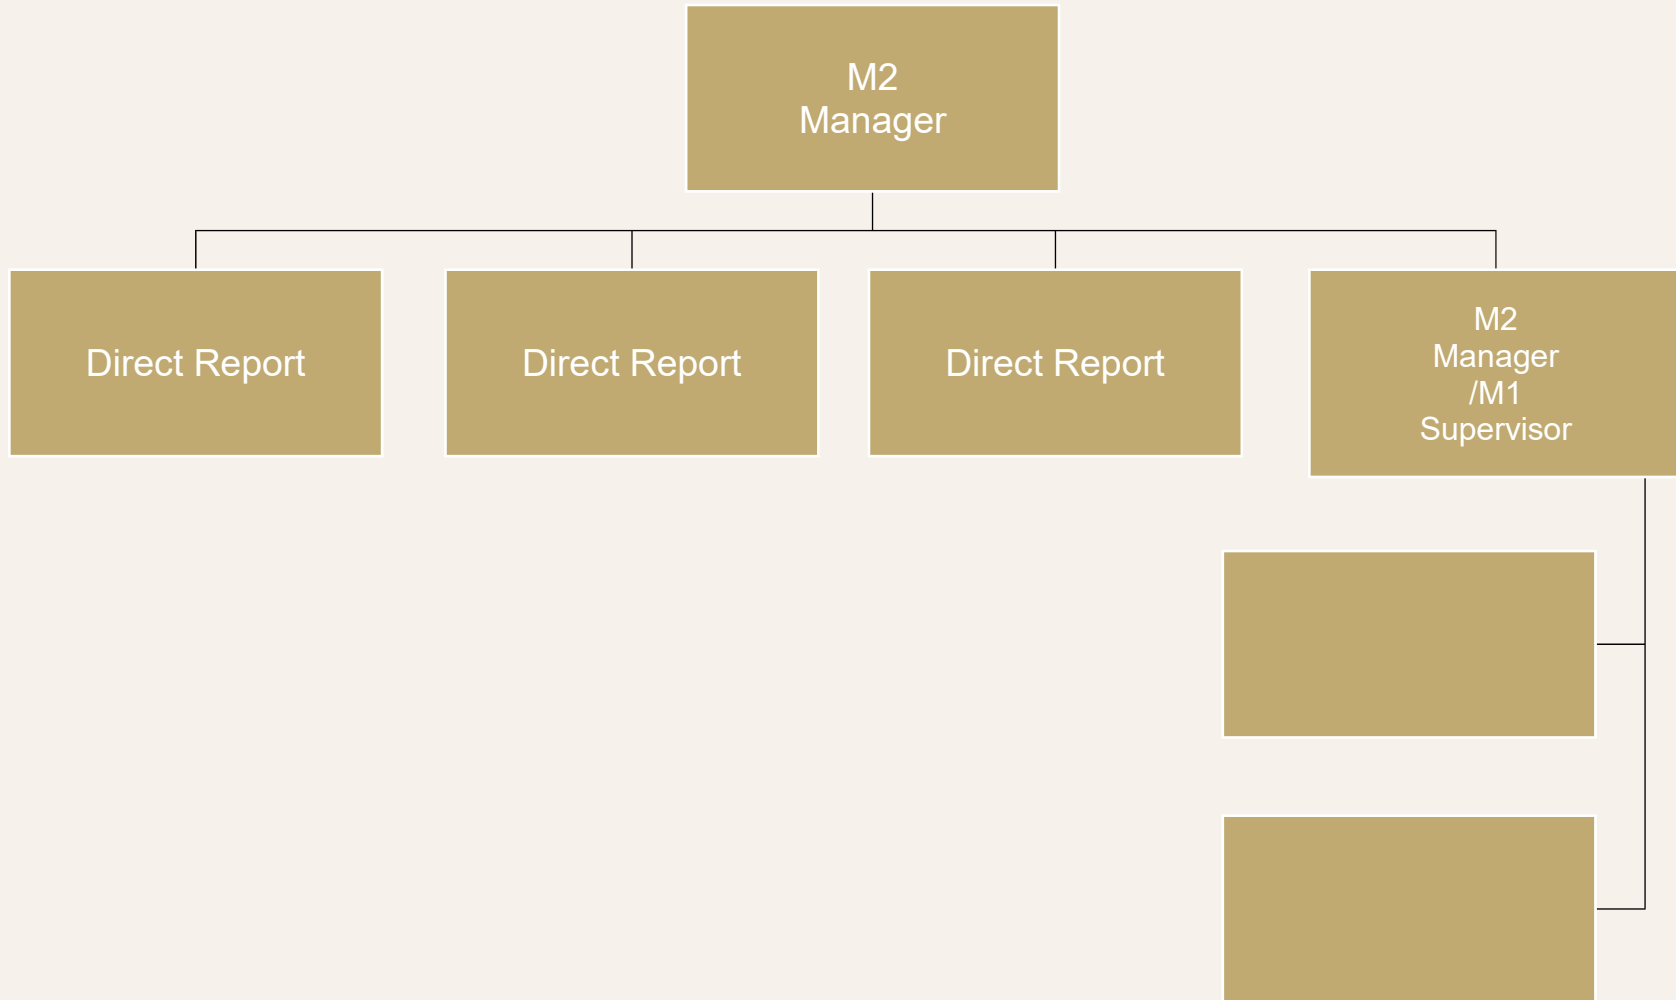 M2
Manager
Direct Report
Direct Report
Direct Report
M2
Manager
/M1
Supervisor